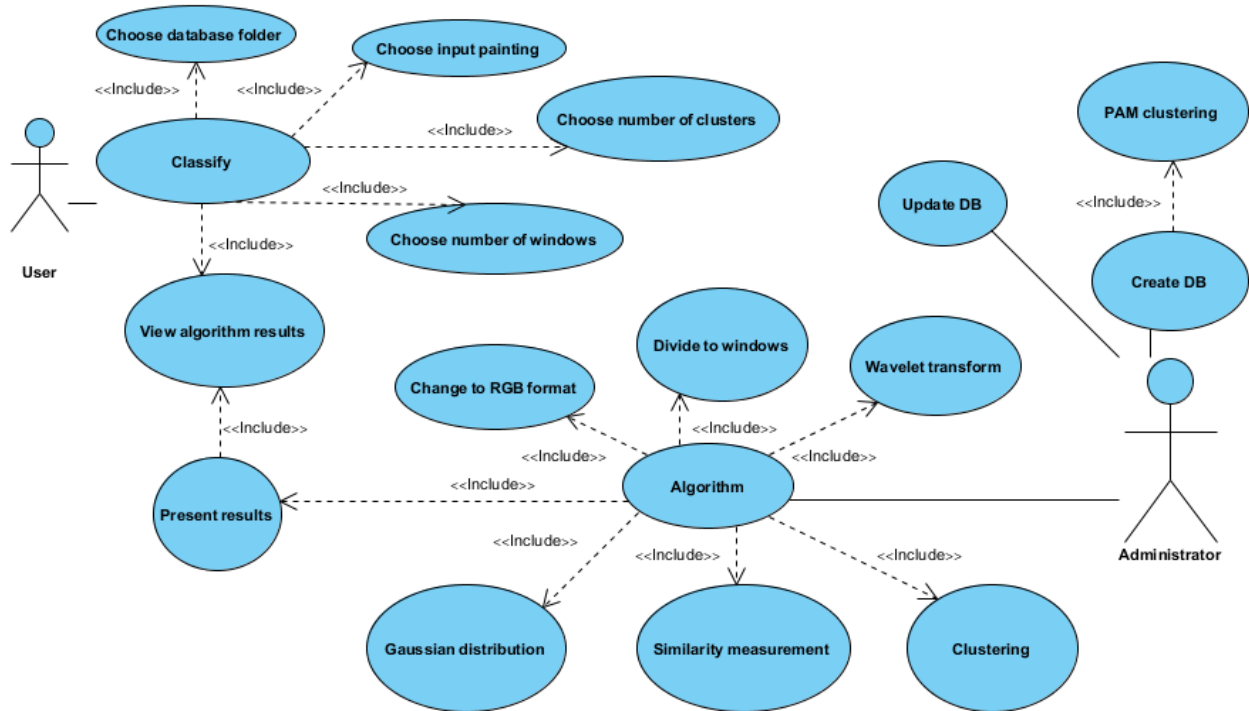 Choose database folder
Choose input painting
<<Include>>
<<Include>>
Choose number of clusters
<<Include>>
PAM clustering
Classify
<<Include>>
<<Include>>
Update DB
Choose number of windows
<<Include>>
User
Create DB
View algorithm results
Divide to windows
Wavelet transform
Change to RGB format
<<Include>>
<<Include>>
<<Include>>
<<Include>>
Algorithm
<<Include>>
Present results
<<Include>>
<<Include>>
<<Include>>
Administrator
Gaussian distribution
Similarity measurement
Clustering